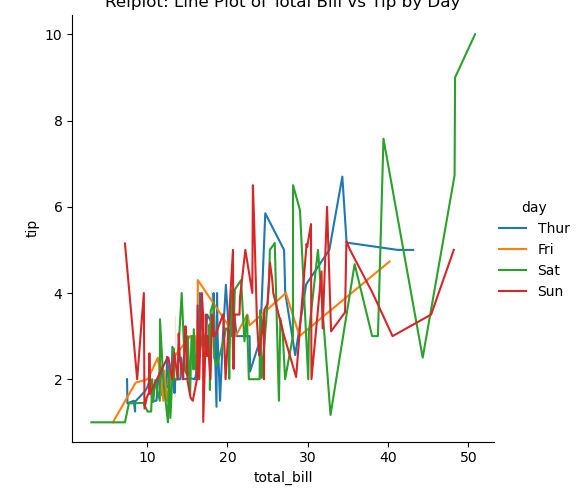 Relplot: Line Plot of Total Bill vs Tip by Day
10
8
6
4
2
tip
10
20
30
40
50
total_bill
day
Thur
Fri
Sat
Sun